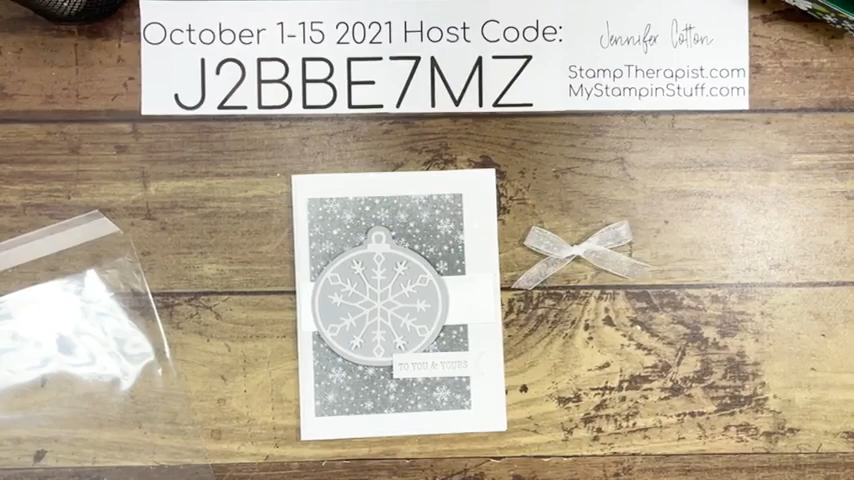 October 1-15 2021 Host Code:
J2BBE7MZ
Jennifer Cotton
StampTherapist.com
MyStampinStuff.com
TO YOU & YOURS